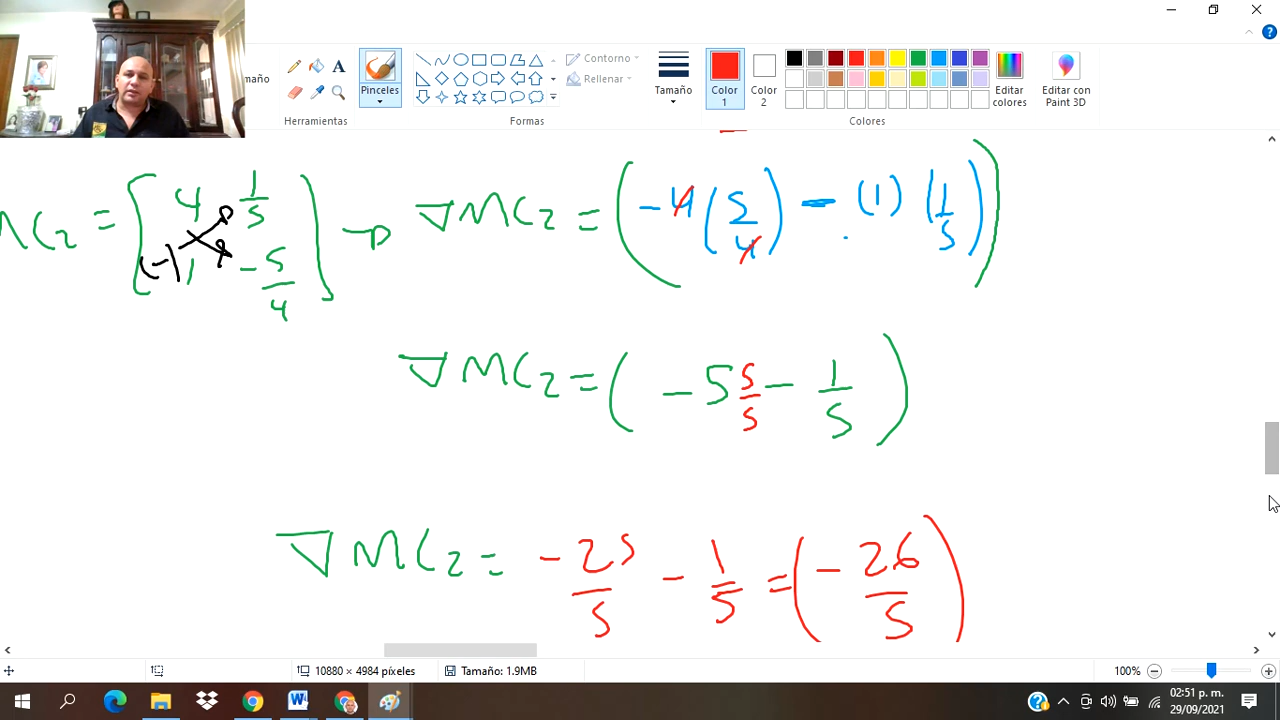 maño
Herramientas
Pinceles
Formas
Contorno
Rellenar
Tamaño
Color 1
Color 2
Editar colores
Editar con Paint 3D
Colores
MC2 = [ 4 1/5 (-) 1 - 5/4 ] → ∇MC2 = ( - 4 ( 5/4 ) - (1) ( 1/5 ) )
∇MC2 = ( - 5 5/5 - 1/5 )
∇MC2 = - 25/5 - 1/5 = ( - 26/5 )
10880 × 4984 píxeles
Tamaño: 1.9MB
100%
02:51 p. m.
29/09/2021